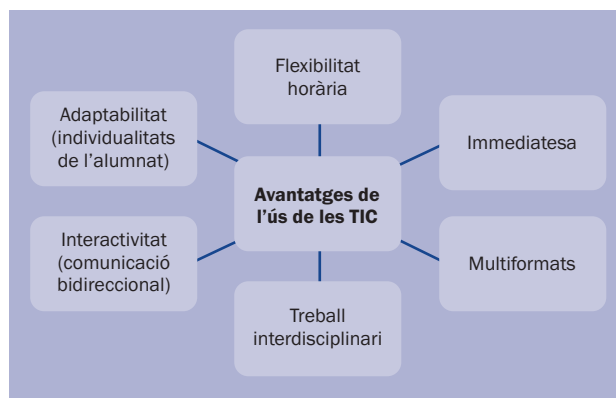 Flexibilitat
horària
Adaptabilitat
(individualitats
de l'alumnat)
Immediatesa
Avantatges de
l'ús de les TIC
Interactivitat
(comunicació
bidireccional)
Multiformats
Treball
interdisciplinari